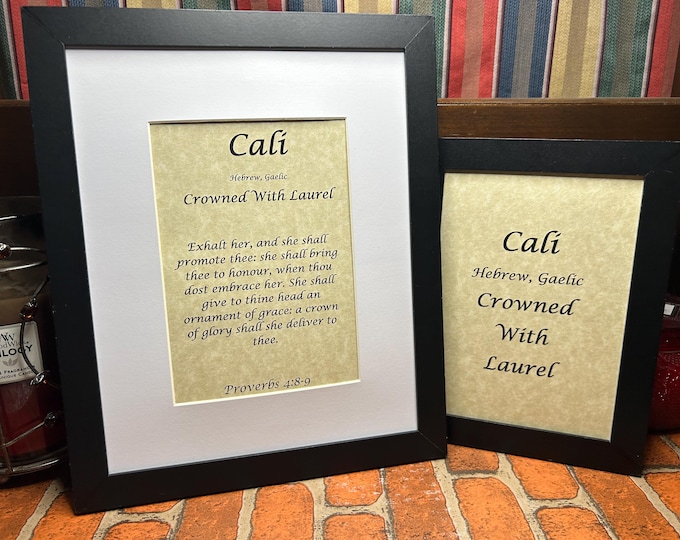 Cali
Hebrew, Gaelic
Crowned With Laurel
Exhalt her, and she shall
promote thee: she shall bring
thee to honour, when thou
dost embrace her. She shall
give to thine head an
ornament of grace: a crown
of glory shall she deliver to
thee.
Proverbs 4:8-9
Cali
Hebrew, Gaelic
Crowned
With
Laurel